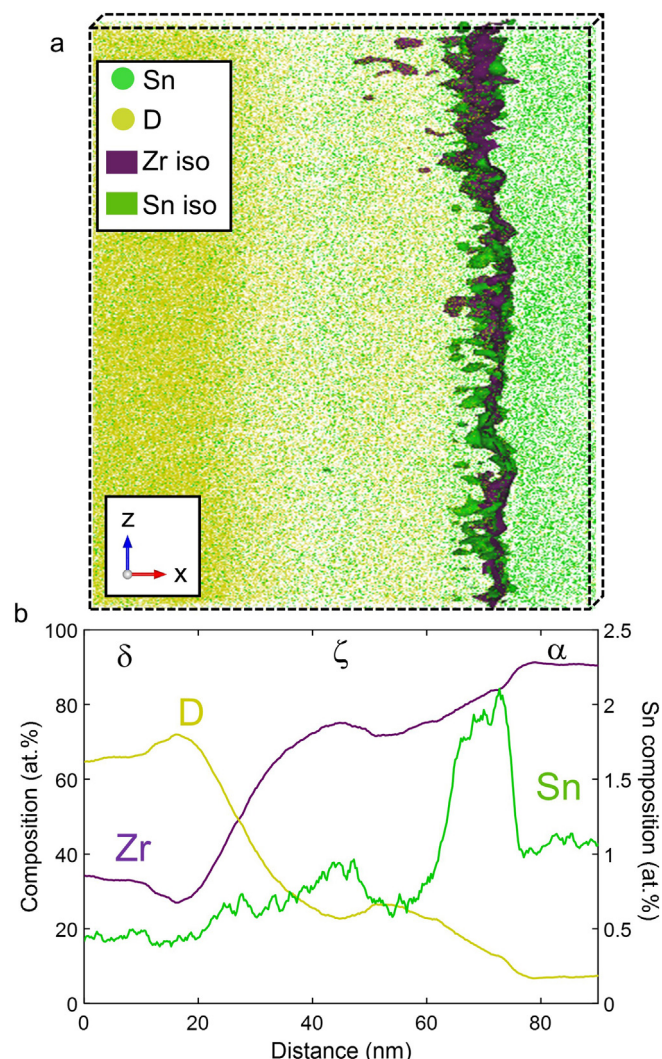 a
Sn
D
Zr iso
Sn iso
z
x
b
100
80
60
40
20
0
Composition (at.%)
δ
ζ
α
D
Zr
Sn
2.5
2
1.5
1
0.5
0
Sn composition (at.%)
0
20
40
60
80
Distance (nm)